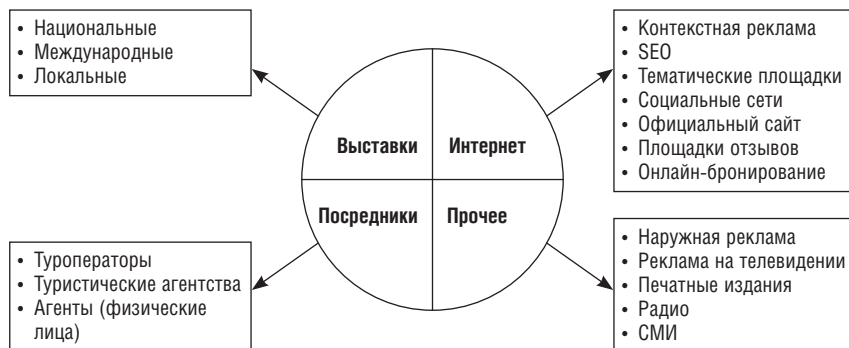 • Национальные
• Международные
• Локальные
• Контекстная реклама
• SEO
• Тематические площадки
• Социальные сети
• Официальный сайт
• Площадки отзывов
• Онлайн-бронирование
Выставки
Интернет
Посредники
Прочее
• Туроператоры
• Туристические агентства
• Агенты (физические
лица)
• Наружная реклама
• Реклама на телевидении
• Печатные издания
• Радио
• СМИ